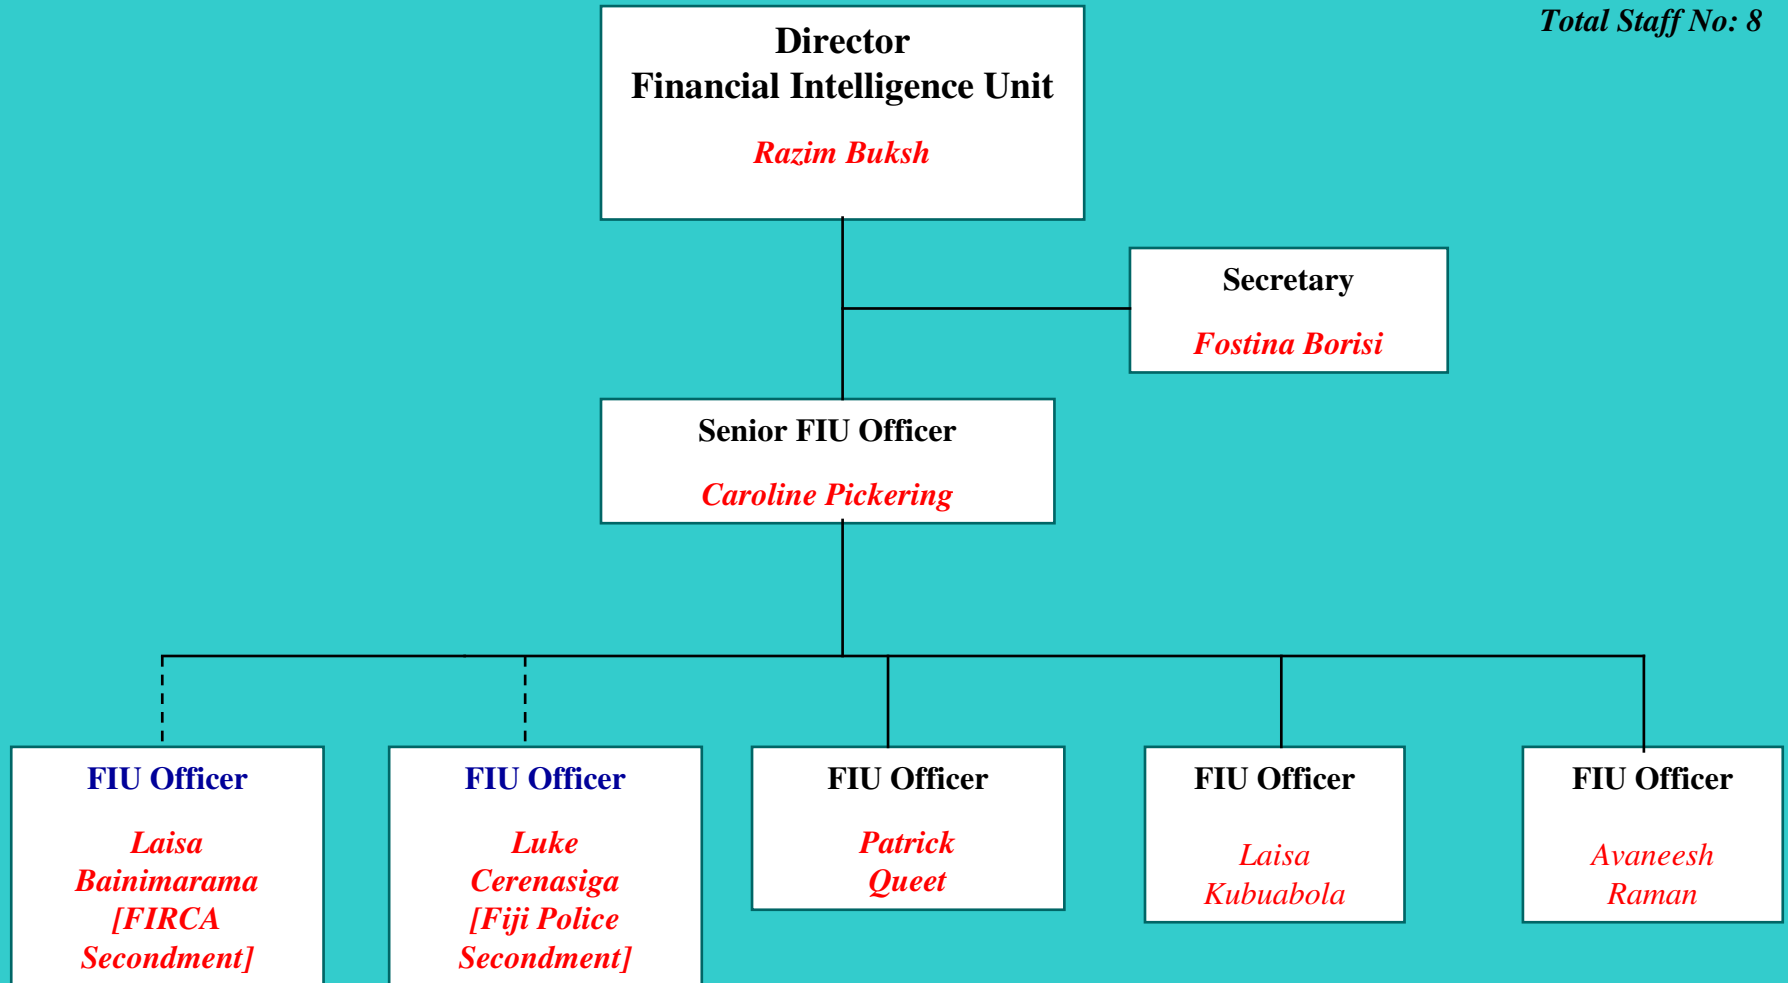 Total Staff No: 8
Director
Financial Intelligence Unit
Razim Buksh
Secretary
Fostina Borisi
Senior FIU Officer
Caroline Pickering
FIU Officer
Laisa
Bainimarama
[FIRCA
Secondment]
FIU Officer
Luke
Cerenasiga
[Fiji Police
Secondment]
FIU Officer
Patrick
Queet
FIU Officer
Laisa
Kubuabola
FIU Officer
Avaneesh
Raman